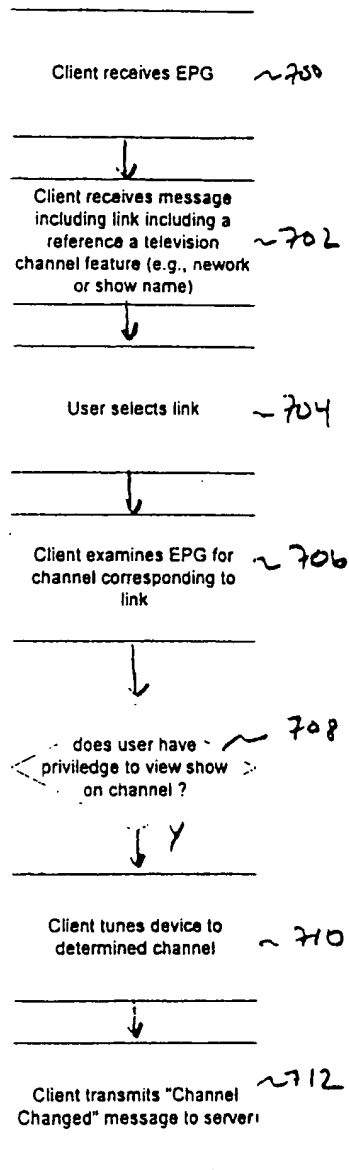 Client receives EPG ~700
Client receives message
including link including a
reference a television ~702
channel feature (e.g., nework
or show name)
User selects link ~704
Client examines EPG for ~706
channel corresponding to
link
does user have 708
priviledge to view show
on channel ?
Y
Client tunes device to
determined channel ~710
Client transmits "Channel ~712
Changed" message to server